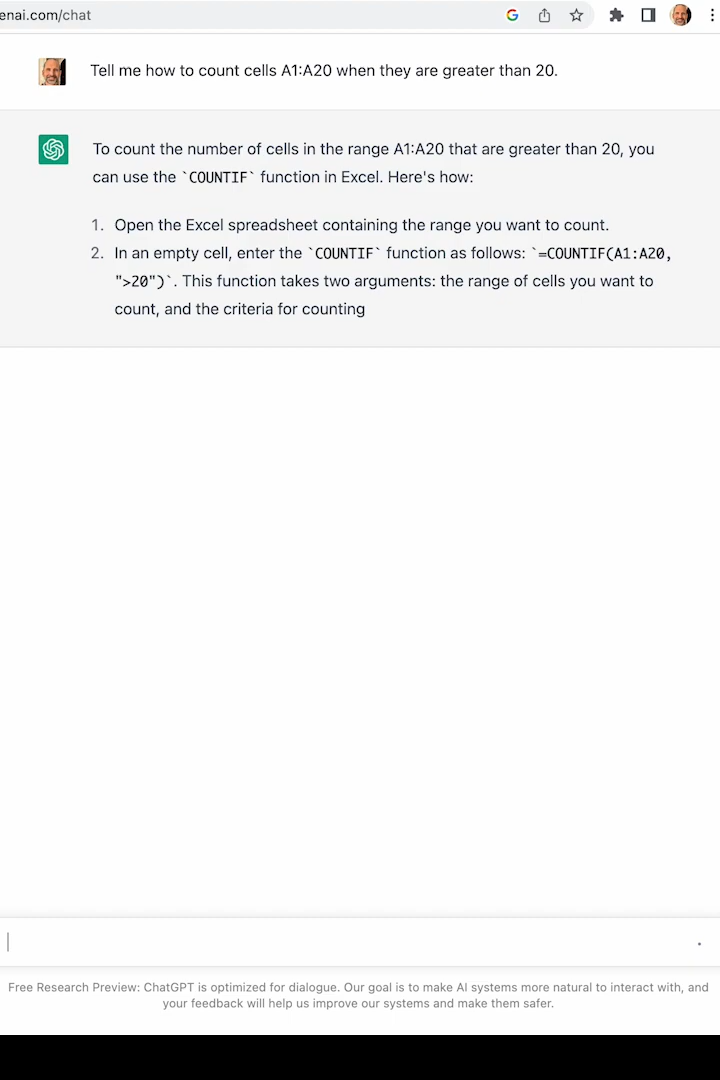 enai.com/chat
Tell me how to count cells A1:A20 when they are greater than 20.
To count the number of cells in the range A1:A20 that are greater than 20, you
can use the `COUNTIF` function in Excel. Here's how:
1. Open the Excel spreadsheet containing the range you want to count.
2. In an empty cell, enter the `COUNTIF` function as follows: `=COUNTIF(A1:A20,
">20")`. This function takes two arguments: the range of cells you want to
count, and the criteria for counting
Free Research Preview: ChatGPT is optimized for dialogue. Our goal is to make AI systems more natural to interact with, and
your feedback will help us improve our systems and make them safer.